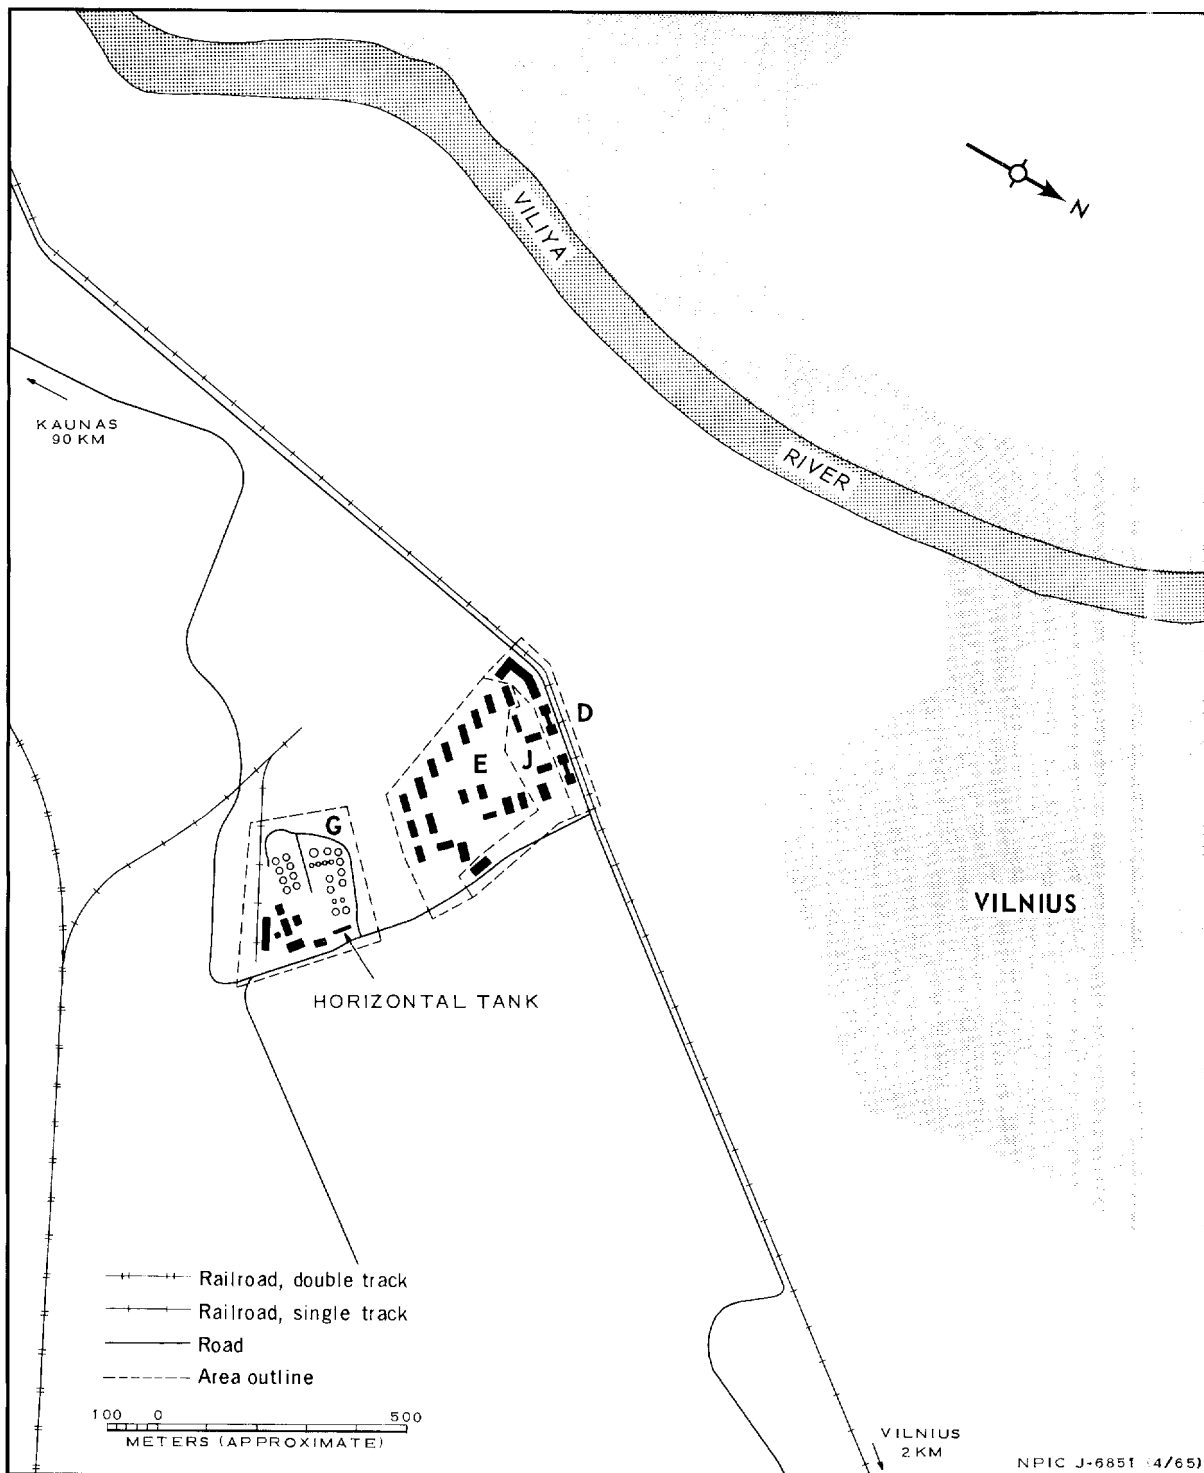 N
VILIYA
RIVER
KAUNAS
90 KM
D
E
J
G
VILNIUS
HORIZONTAL TANK
Railroad, double track
Railroad, single track
Road
Area outline
100 0 500
METERS (APPROXIMATE)
VILNIUS
2 KM
NPIC J-6851 (4/65)